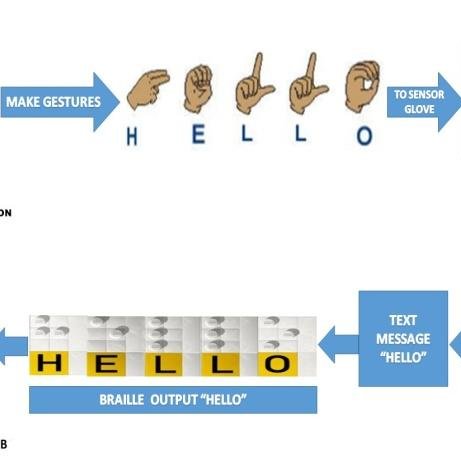 MAKE GESTURES
H E L L O
TO SENSOR
GLOVE
ON
TEXT
MESSAGE
“HELLO”
H E L L O
BRAILLE OUTPUT “HELLO”
B